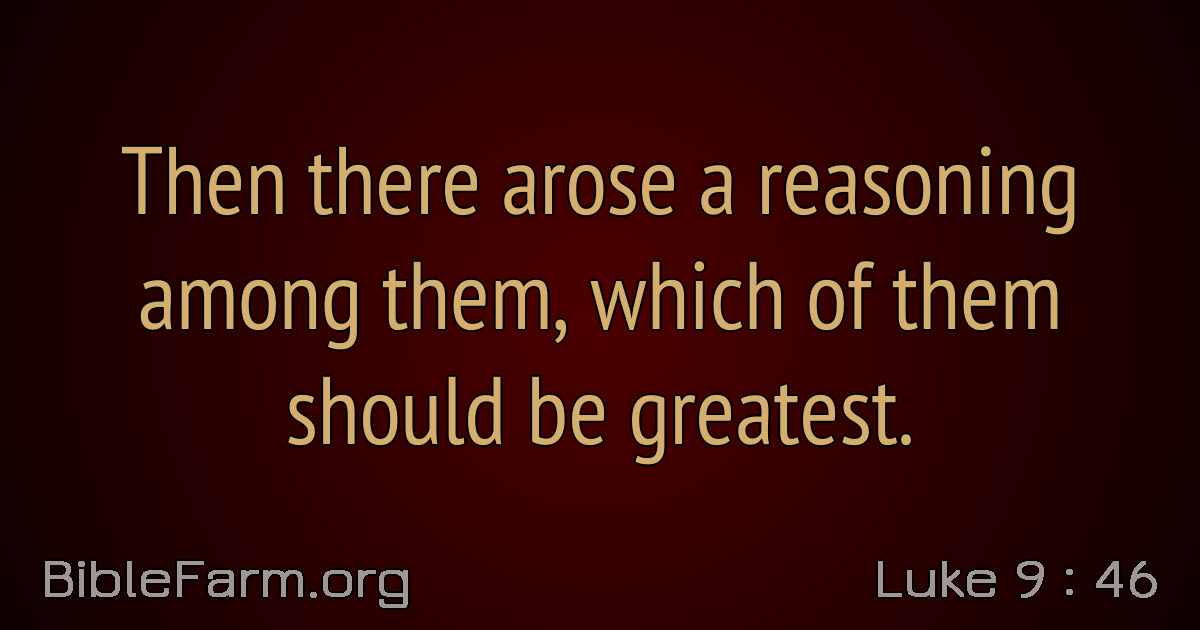 Then there arose a reasoning
among them, which of them
should be greatest.
BibleFarm.org
Luke 9 : 46